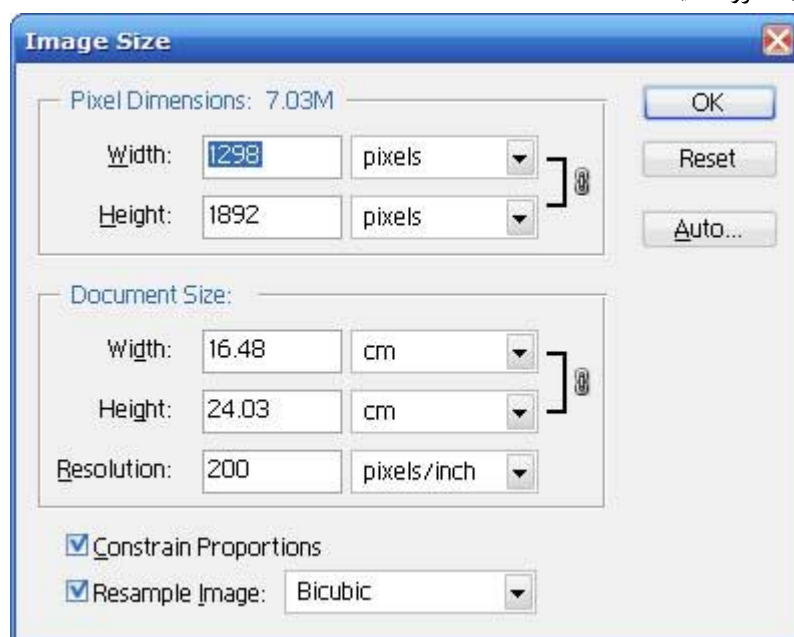 Image Size
Pixel Dimensions: 7.03M
Width: 1298 pixels
Height: 1892 pixels
Document Size:
Width: 16.48 cm
Height: 24.03 cm
Resolution: 200 pixels/inch
Constrain Proportions
Resample Image: Bicubic
OK
Reset
Auto...